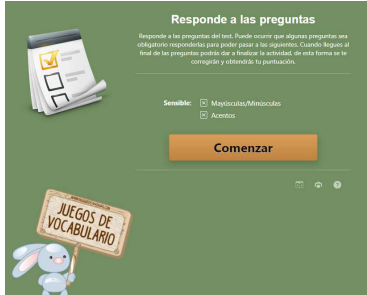 Responde a las preguntas
Responde a las preguntas del test. Puede ocurrir que algunas preguntas sea
obligatorio responderlas para poder pasar a las siguientes. Cuando llegues al
final de las preguntas podrás dar a finalizar la actividad, de esta forma se te
corregirán y obtendrás tu puntuación.
Sensible: Mayúsculas/Minúsculas
Acentos
Comenzar
JUEGOS DE
VOCABULARIO